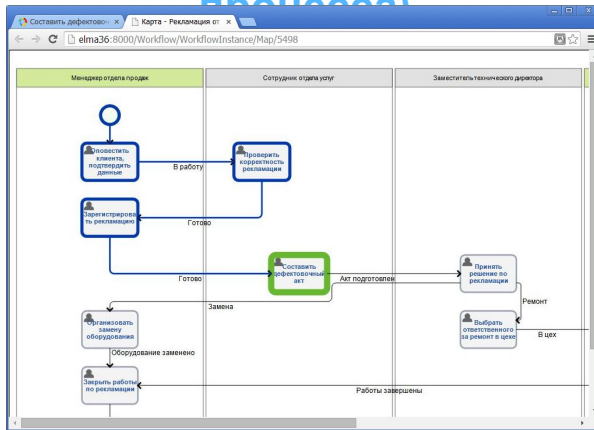 процесса)
Составить дефектовоч
Карта - Рекламация от
elma36:8000/Workflow/WorkflowInstance/Map/5498
Менеджер отдела продаж
Сотрудник отдела услуг
Заместитель технического директора
Оповестить
клиента,
подтвердить
данные
В работу
Проверить
корректность
рекламации
Зарегистрирова
ть рекламацию
Готово
Готово
Составить
дефектовочный
акт
Акт подготовлен
Принять
решение по
рекламации
Замена
Ремонт
Организовать
замену
оборудования
Выбрать
ответственного
за ремонт в цеке
В цех
Оборудование заменено
Закрыть работы
по рекламации
Работы завершены